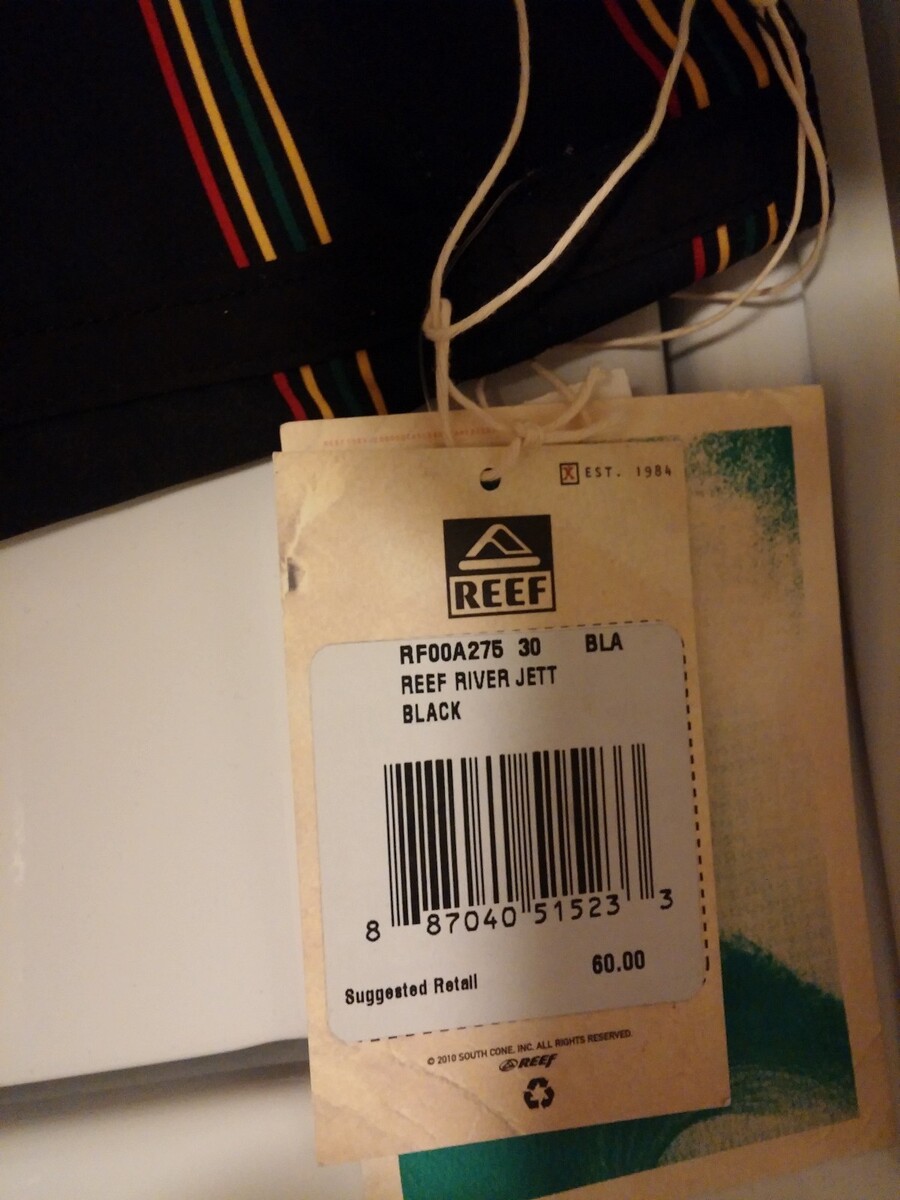 EST. 1984
REEF
RF00A275 30 BLA
REEF RIVER JETT
BLACK
8 87040 51523 3
60.00
Suggested Retail
© 2010 SOUTH CONE, INC. ALL RIGHTS RESERVED.
REEF